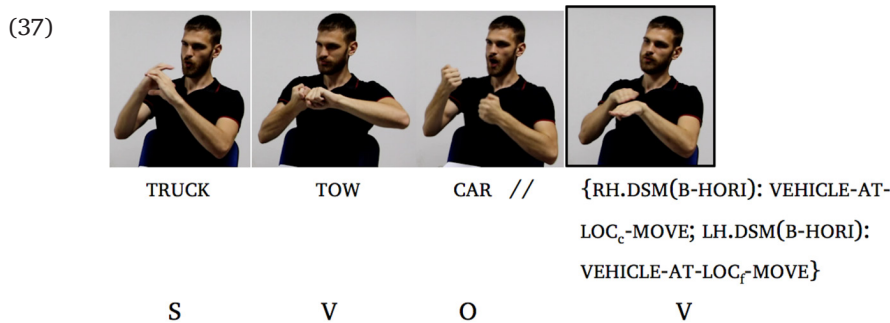 (37)
TRUCK TOW CAR // {RH.DSM(B-HORI): VEHICLE-AT-
LOCc-MOVE; LH.DSM(B-HORI):
VEHICLE-AT-LOCf-MOVE}
S V O V